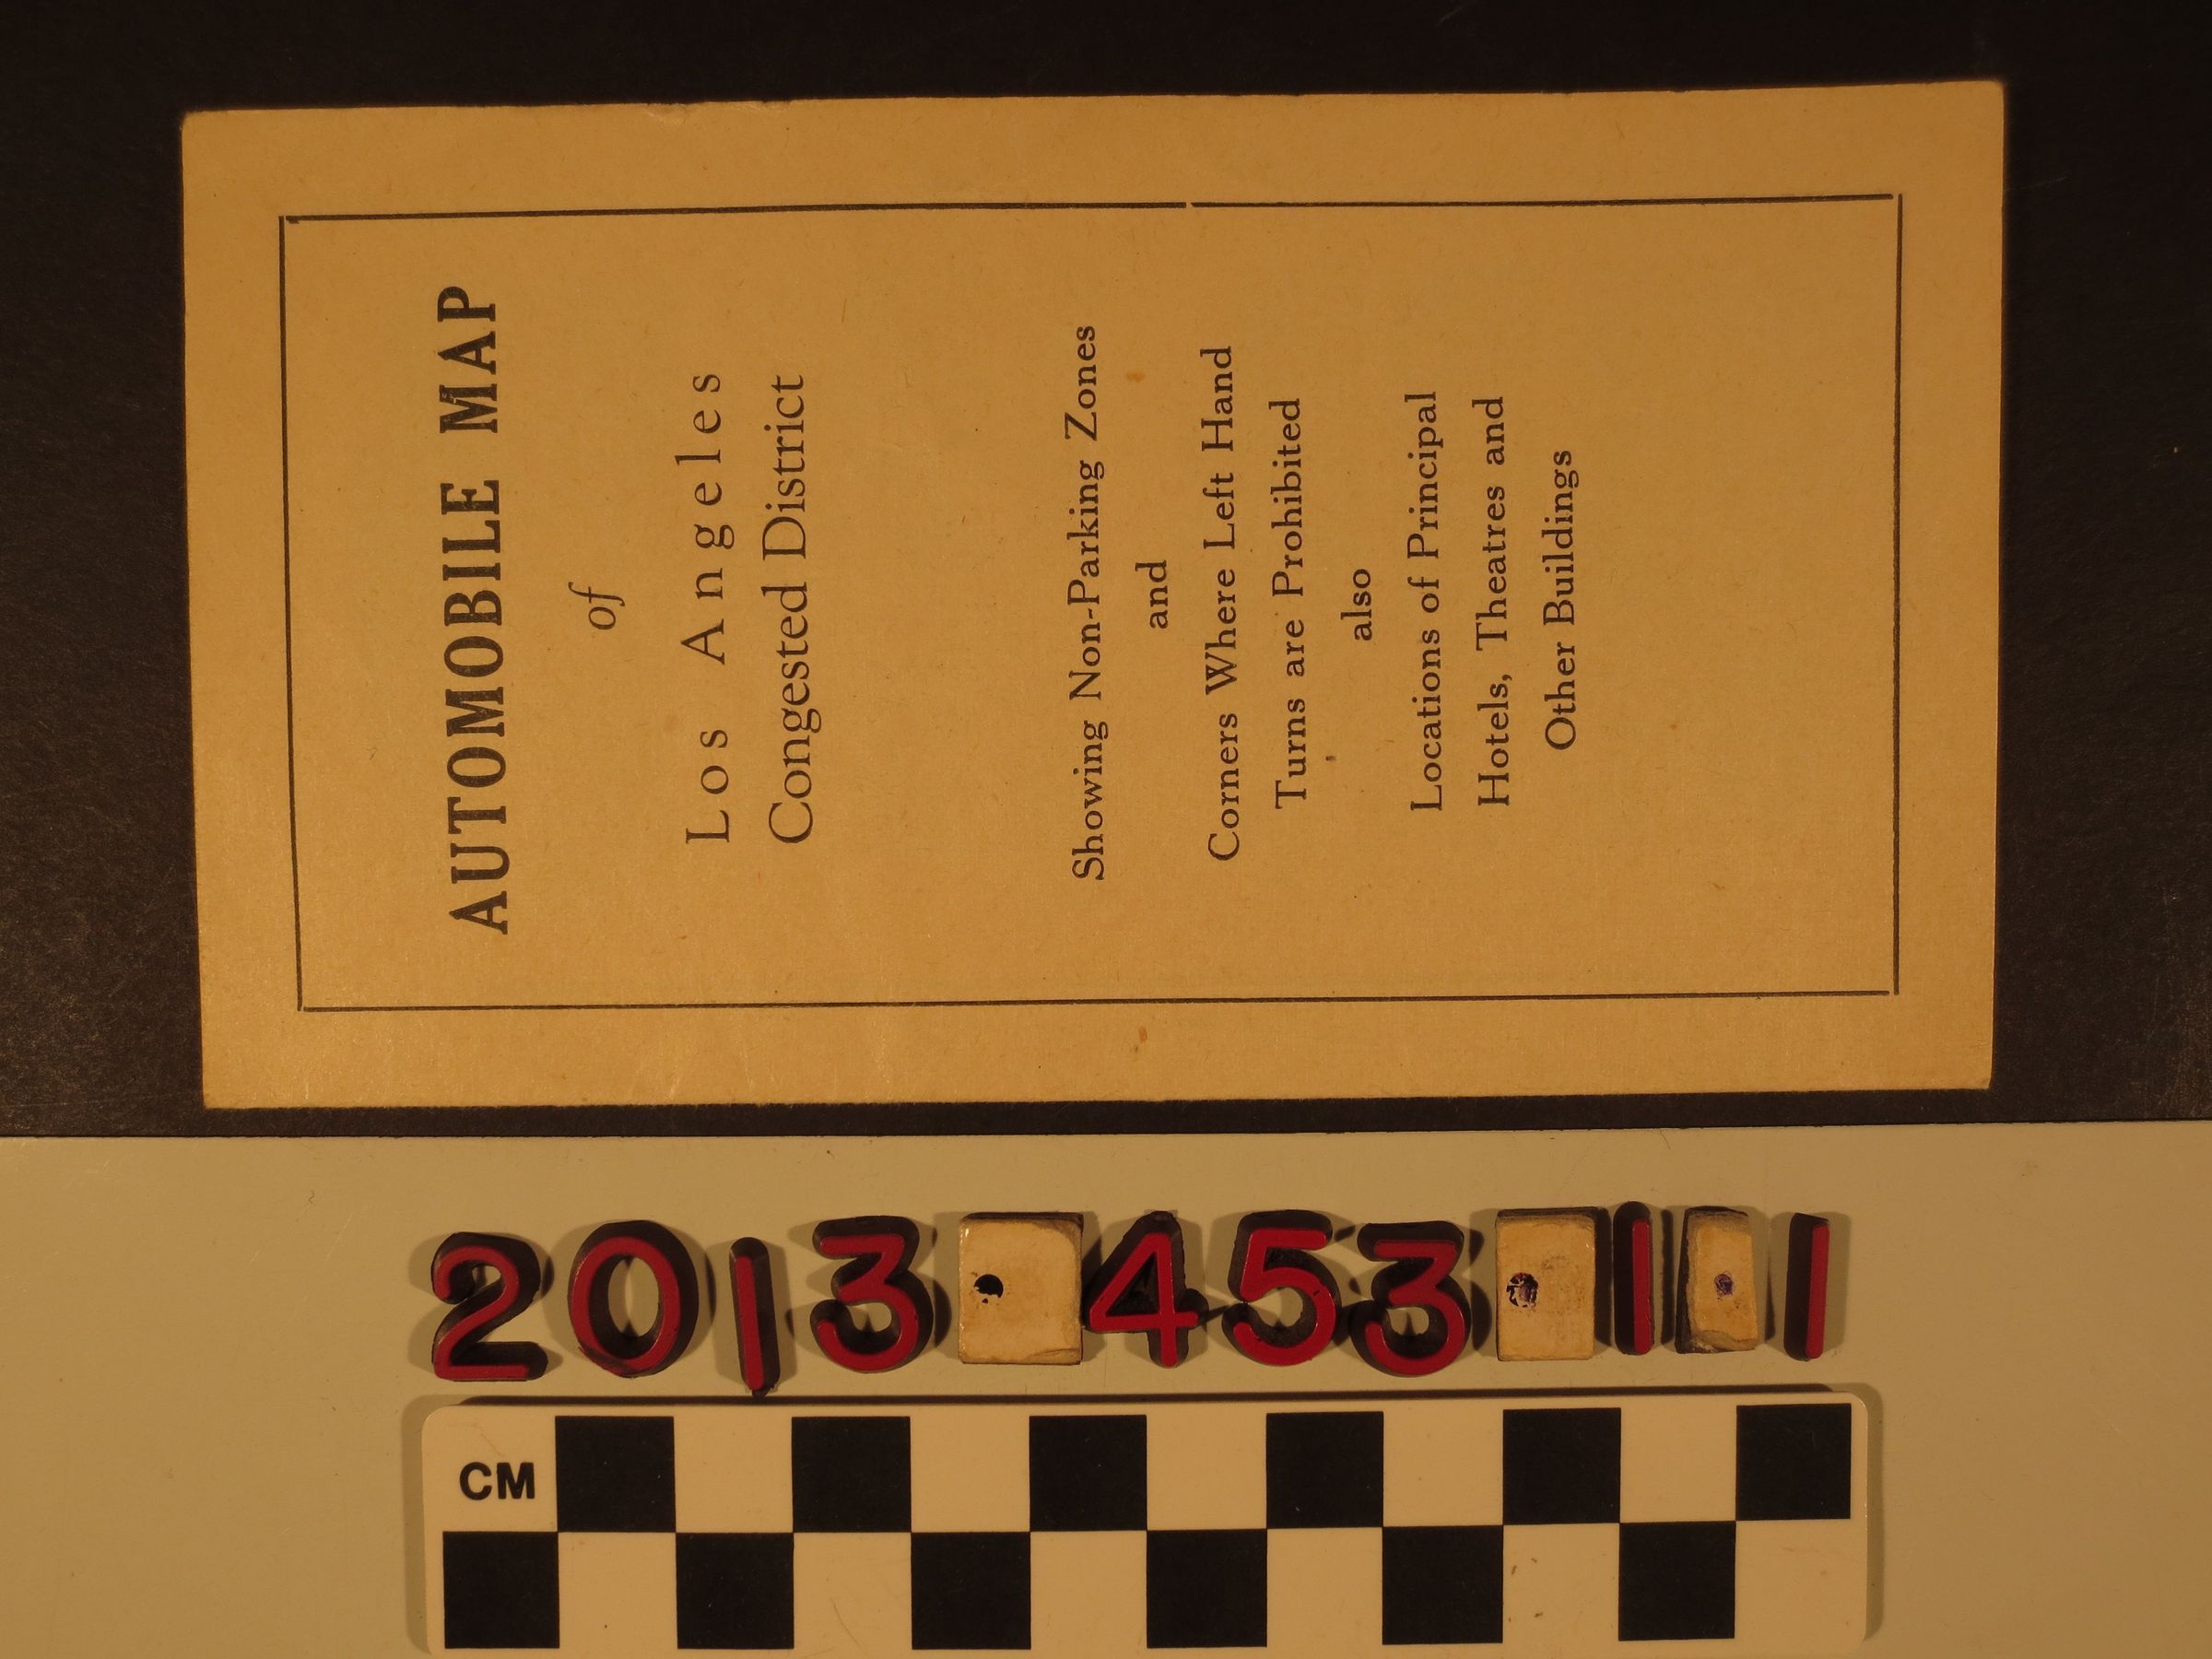 AUTOMOBILE MAP
of
Los Angeles
Congested District
Showing Non-Parking Zones
and
Corners Where Left Hand
Turns are Prohibited
also
Locations of Principal
Hotels, Theatres and
Other Buildings
2013.453.1.1
CM